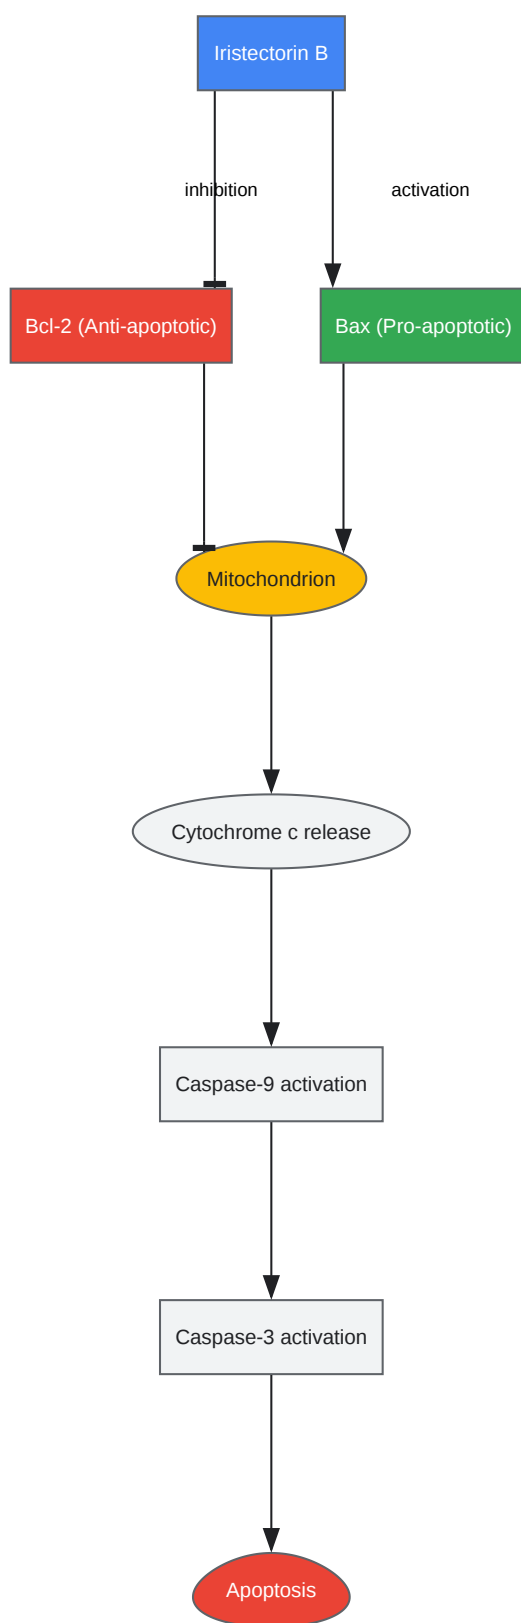 Iristectorin B
inhibition
activation
Bcl-2 (Anti-apoptotic)
Bax (Pro-apoptotic)
Mitochondrion
Cytochrome c release
Caspase-9 activation
Caspase-3 activation
Apoptosis